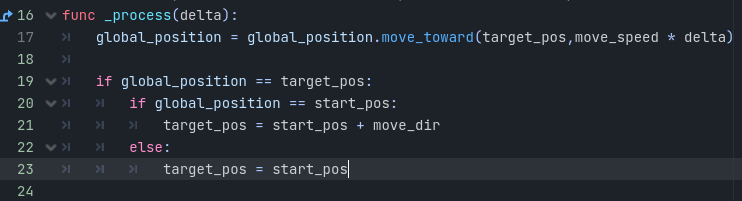 16 func _process(delta):
17 global_position = global_position.move_toward(target_pos,move_speed * delta)
18
19 if global_position == target_pos:
20 if global_position == start_pos:
21 target_pos = start_pos + move_dir
22 else:
23 target_pos = start_pos
24